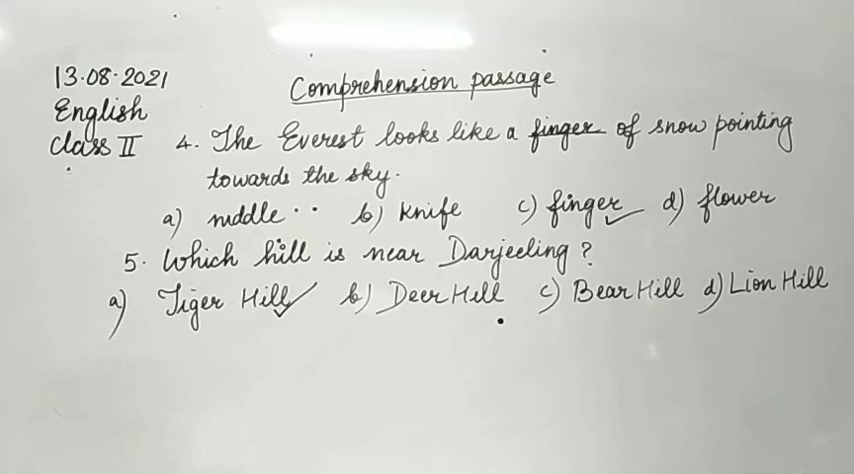 13.08.2021
Comprehension passage
English
Class II
4. The Everest looks like a finger of snow pointing
towards the sky.
a) niddle .. b) Knife c) finger ✓ d) flower
5. Which hill is near Darjeeling?
a) Tiger Hill ✓ b) Deer Hill c) Bear Hill d) Lion Hill